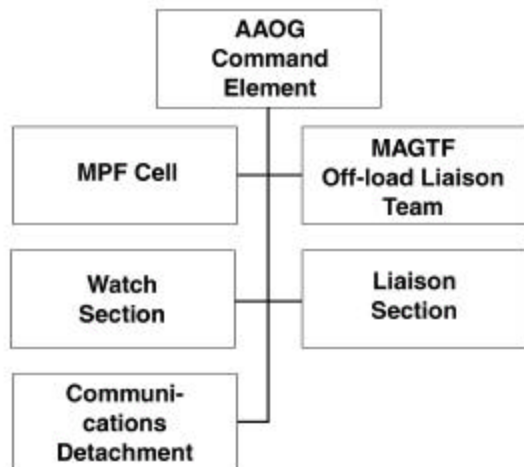 AAOG
Command
Element
MPF Cell
MAGTF
Off-load Liaison
Team
Watch
Section
Liaison
Section
Communi-
cations
Detachment